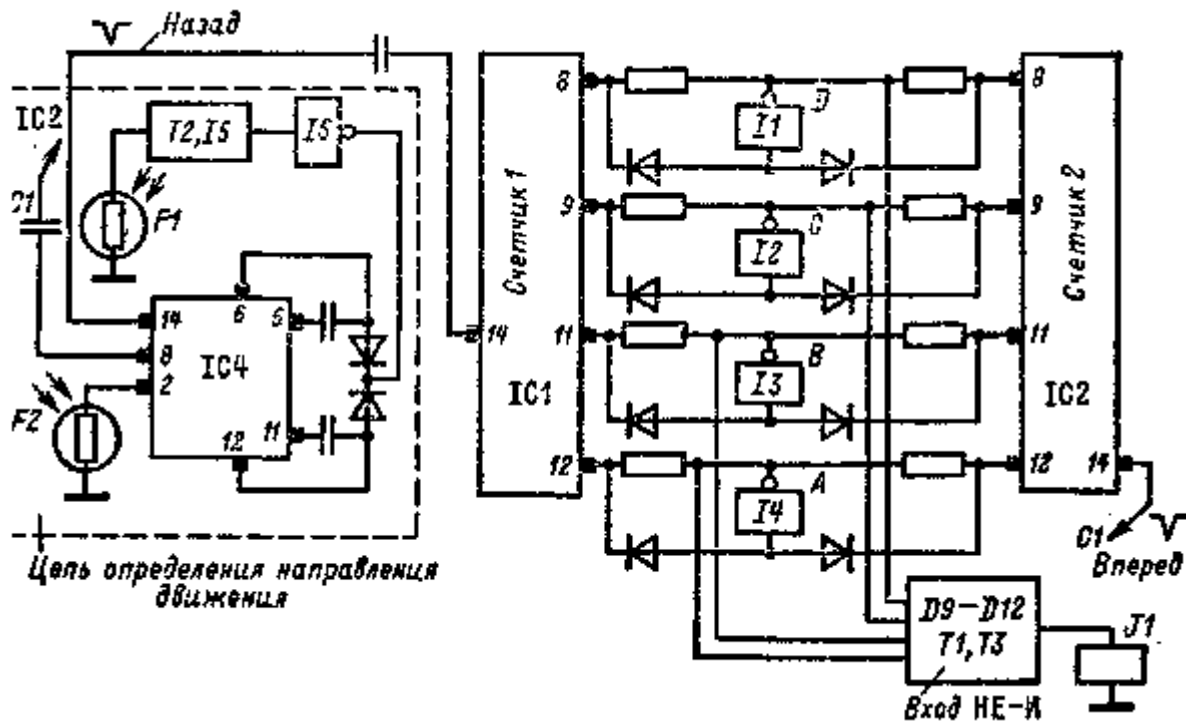 Назад
IC2
T2, I5
I5
C1
F1
14
8
2
6
5
IC4
12
11
F2
Цепь определения направления
движения
Счетчик 1
IC1
14
8
9
11
12
D
I1
C
I2
B
I3
A
I4
8
9
11
12
14
Счетчик 2
IC2
C1
Вперед
D9-D12
T1, T3
J1
Вход НЕ-И